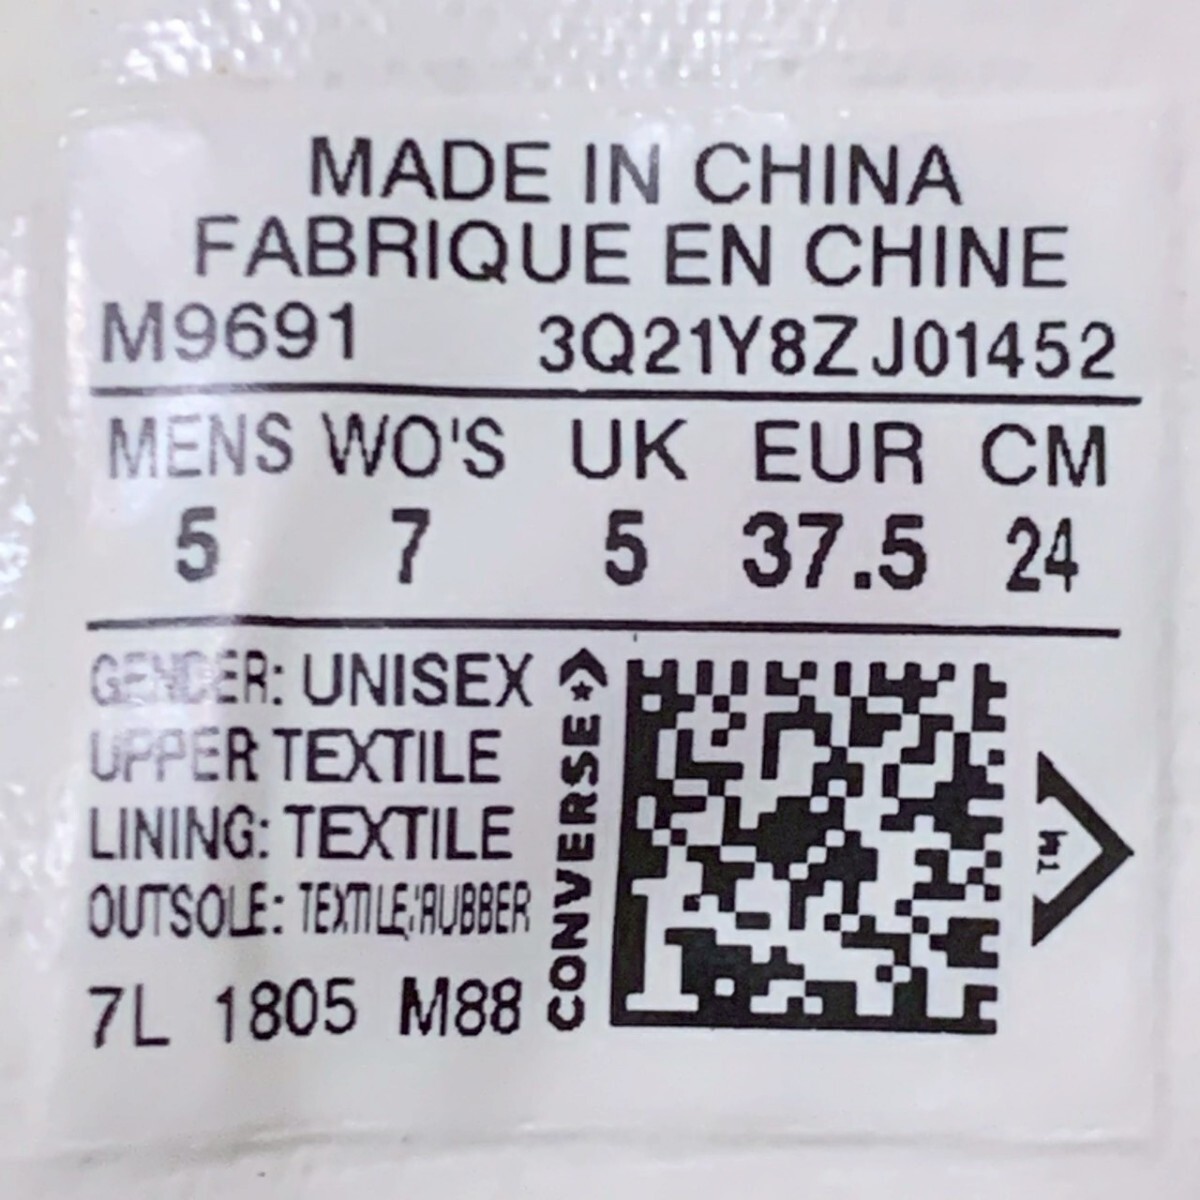 MADE IN CHINA
FABRIQUE EN CHINE
M9691 3Q21Y8ZJ01452
MENS WO'S UK EUR CM
5 7 5 37.5 24
GENDER: UNISEX
UPPER TEXTILE
LINING: TEXTILE
OUTSOLE: TEXTILE/RUBBER
7L 1805 M88
CONVERSE